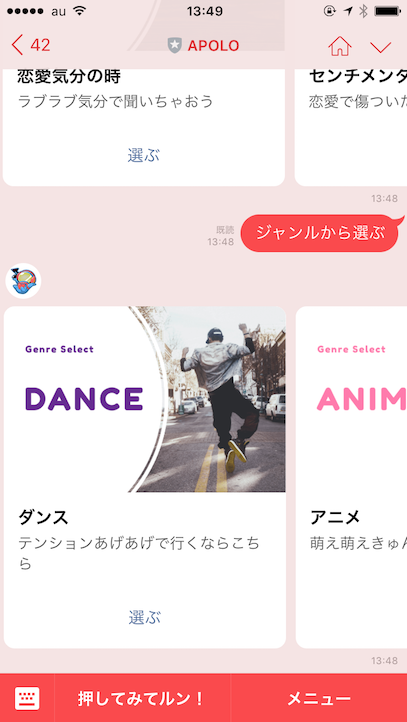 au
13:49
42
APOLO
恋愛気分の時
ラブラブ気分で聞いちゃおう
選ぶ
センチメンタ
恋愛で傷ついた
13:48
既読
13:48
ジャンルから選ぶ
Genre Select
DANCE
ダンス
テンションあげあげで行くならこち
ら
選ぶ
Genre Select
ANIM
アニメ
萌え萌えきゅん
13:48
押してみてルン！
メニュー